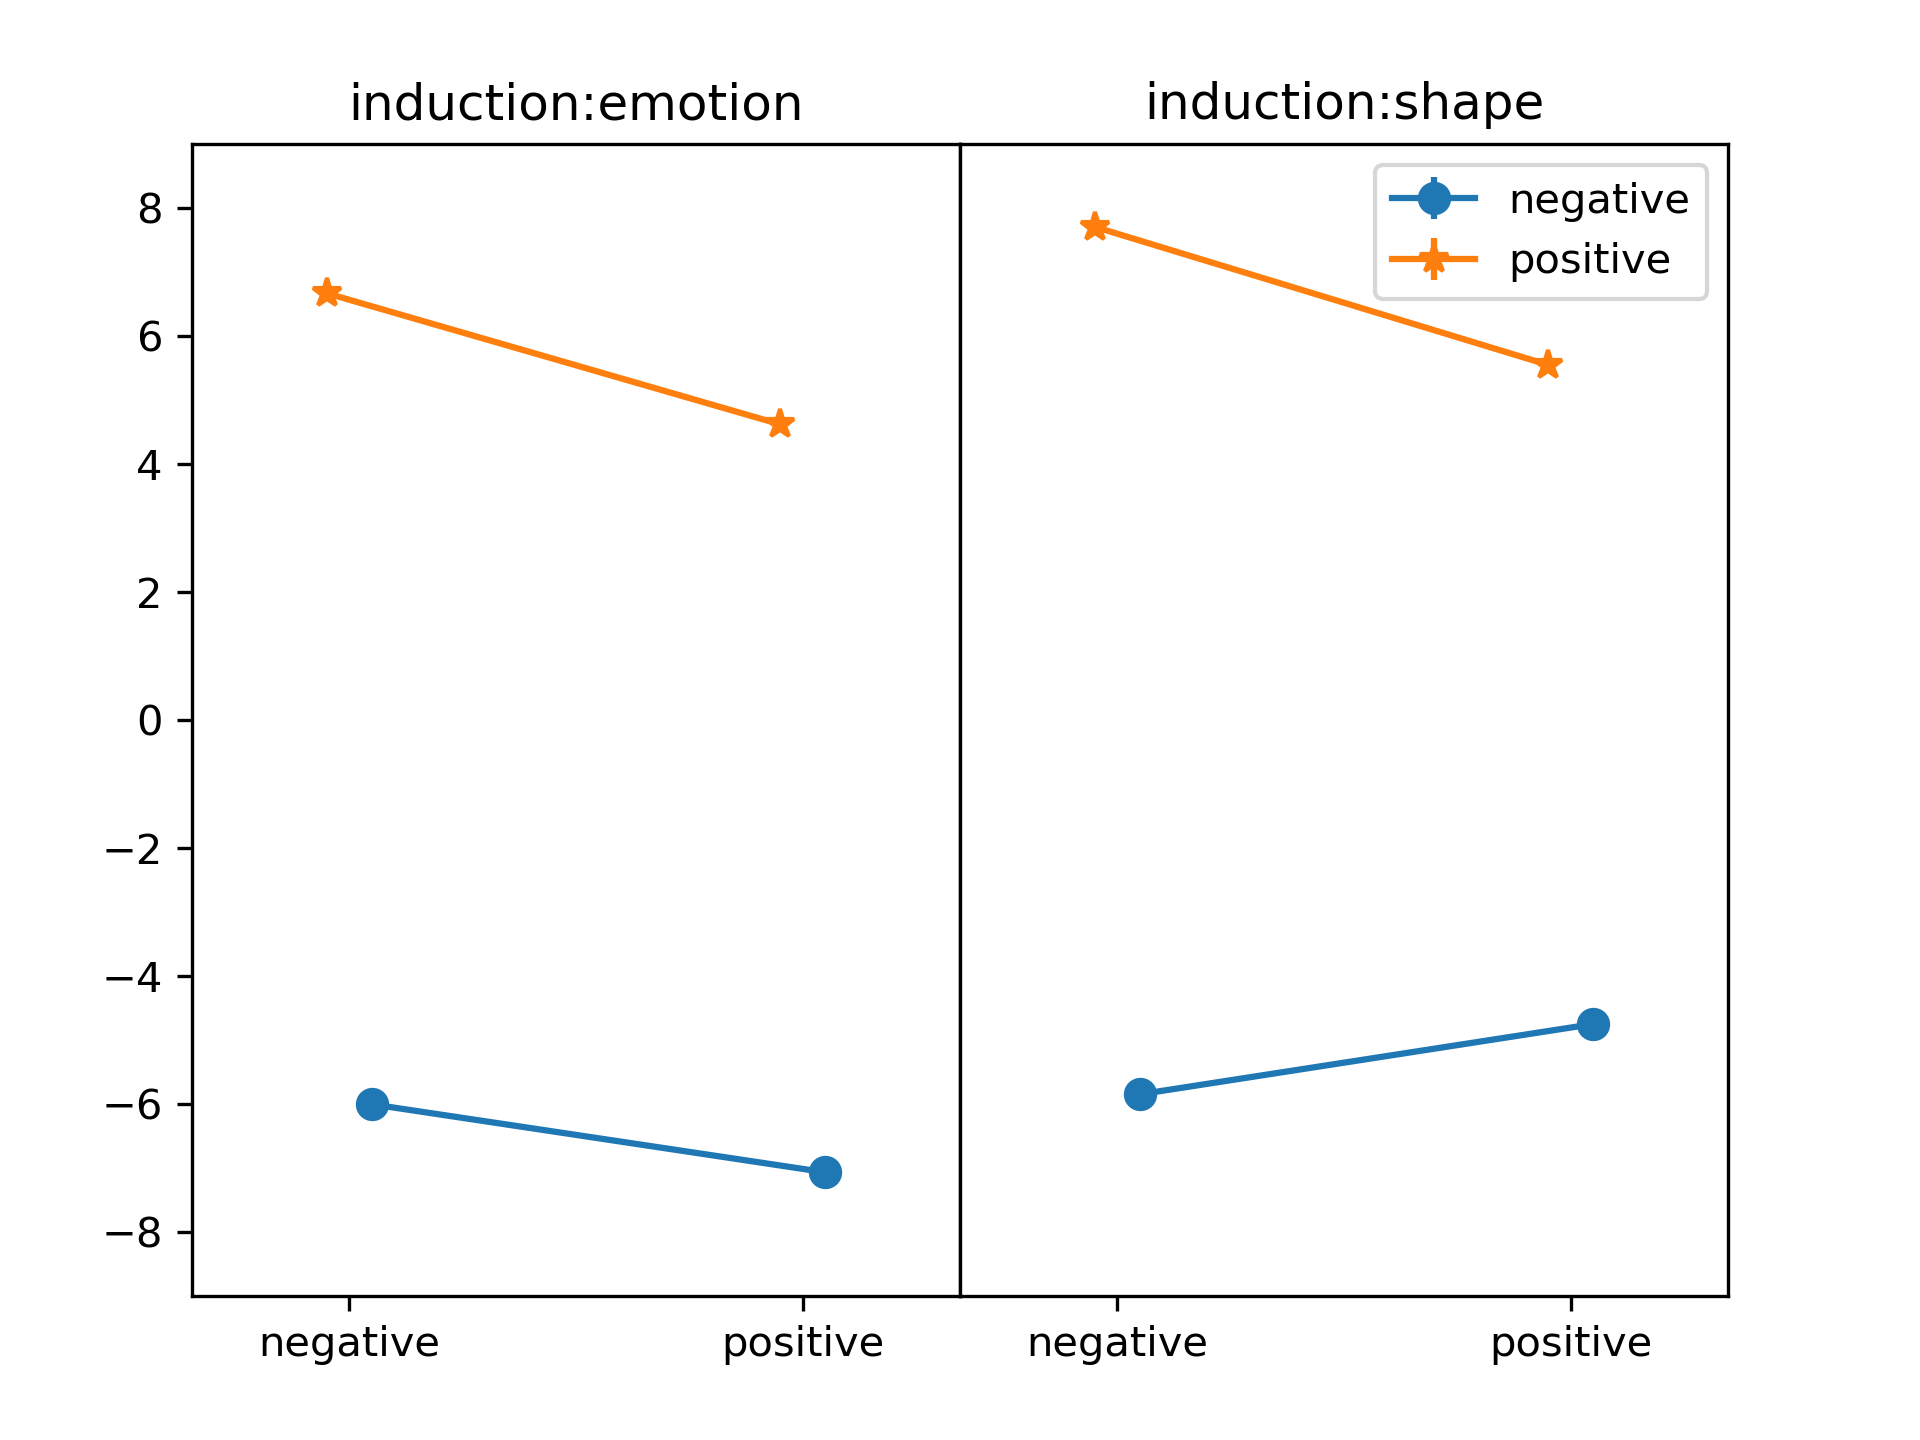 induction:emotion
induction:shape
negative
positive
8
6
4
2
0
−2
−4
−6
−8
negative
positive
negative
positive